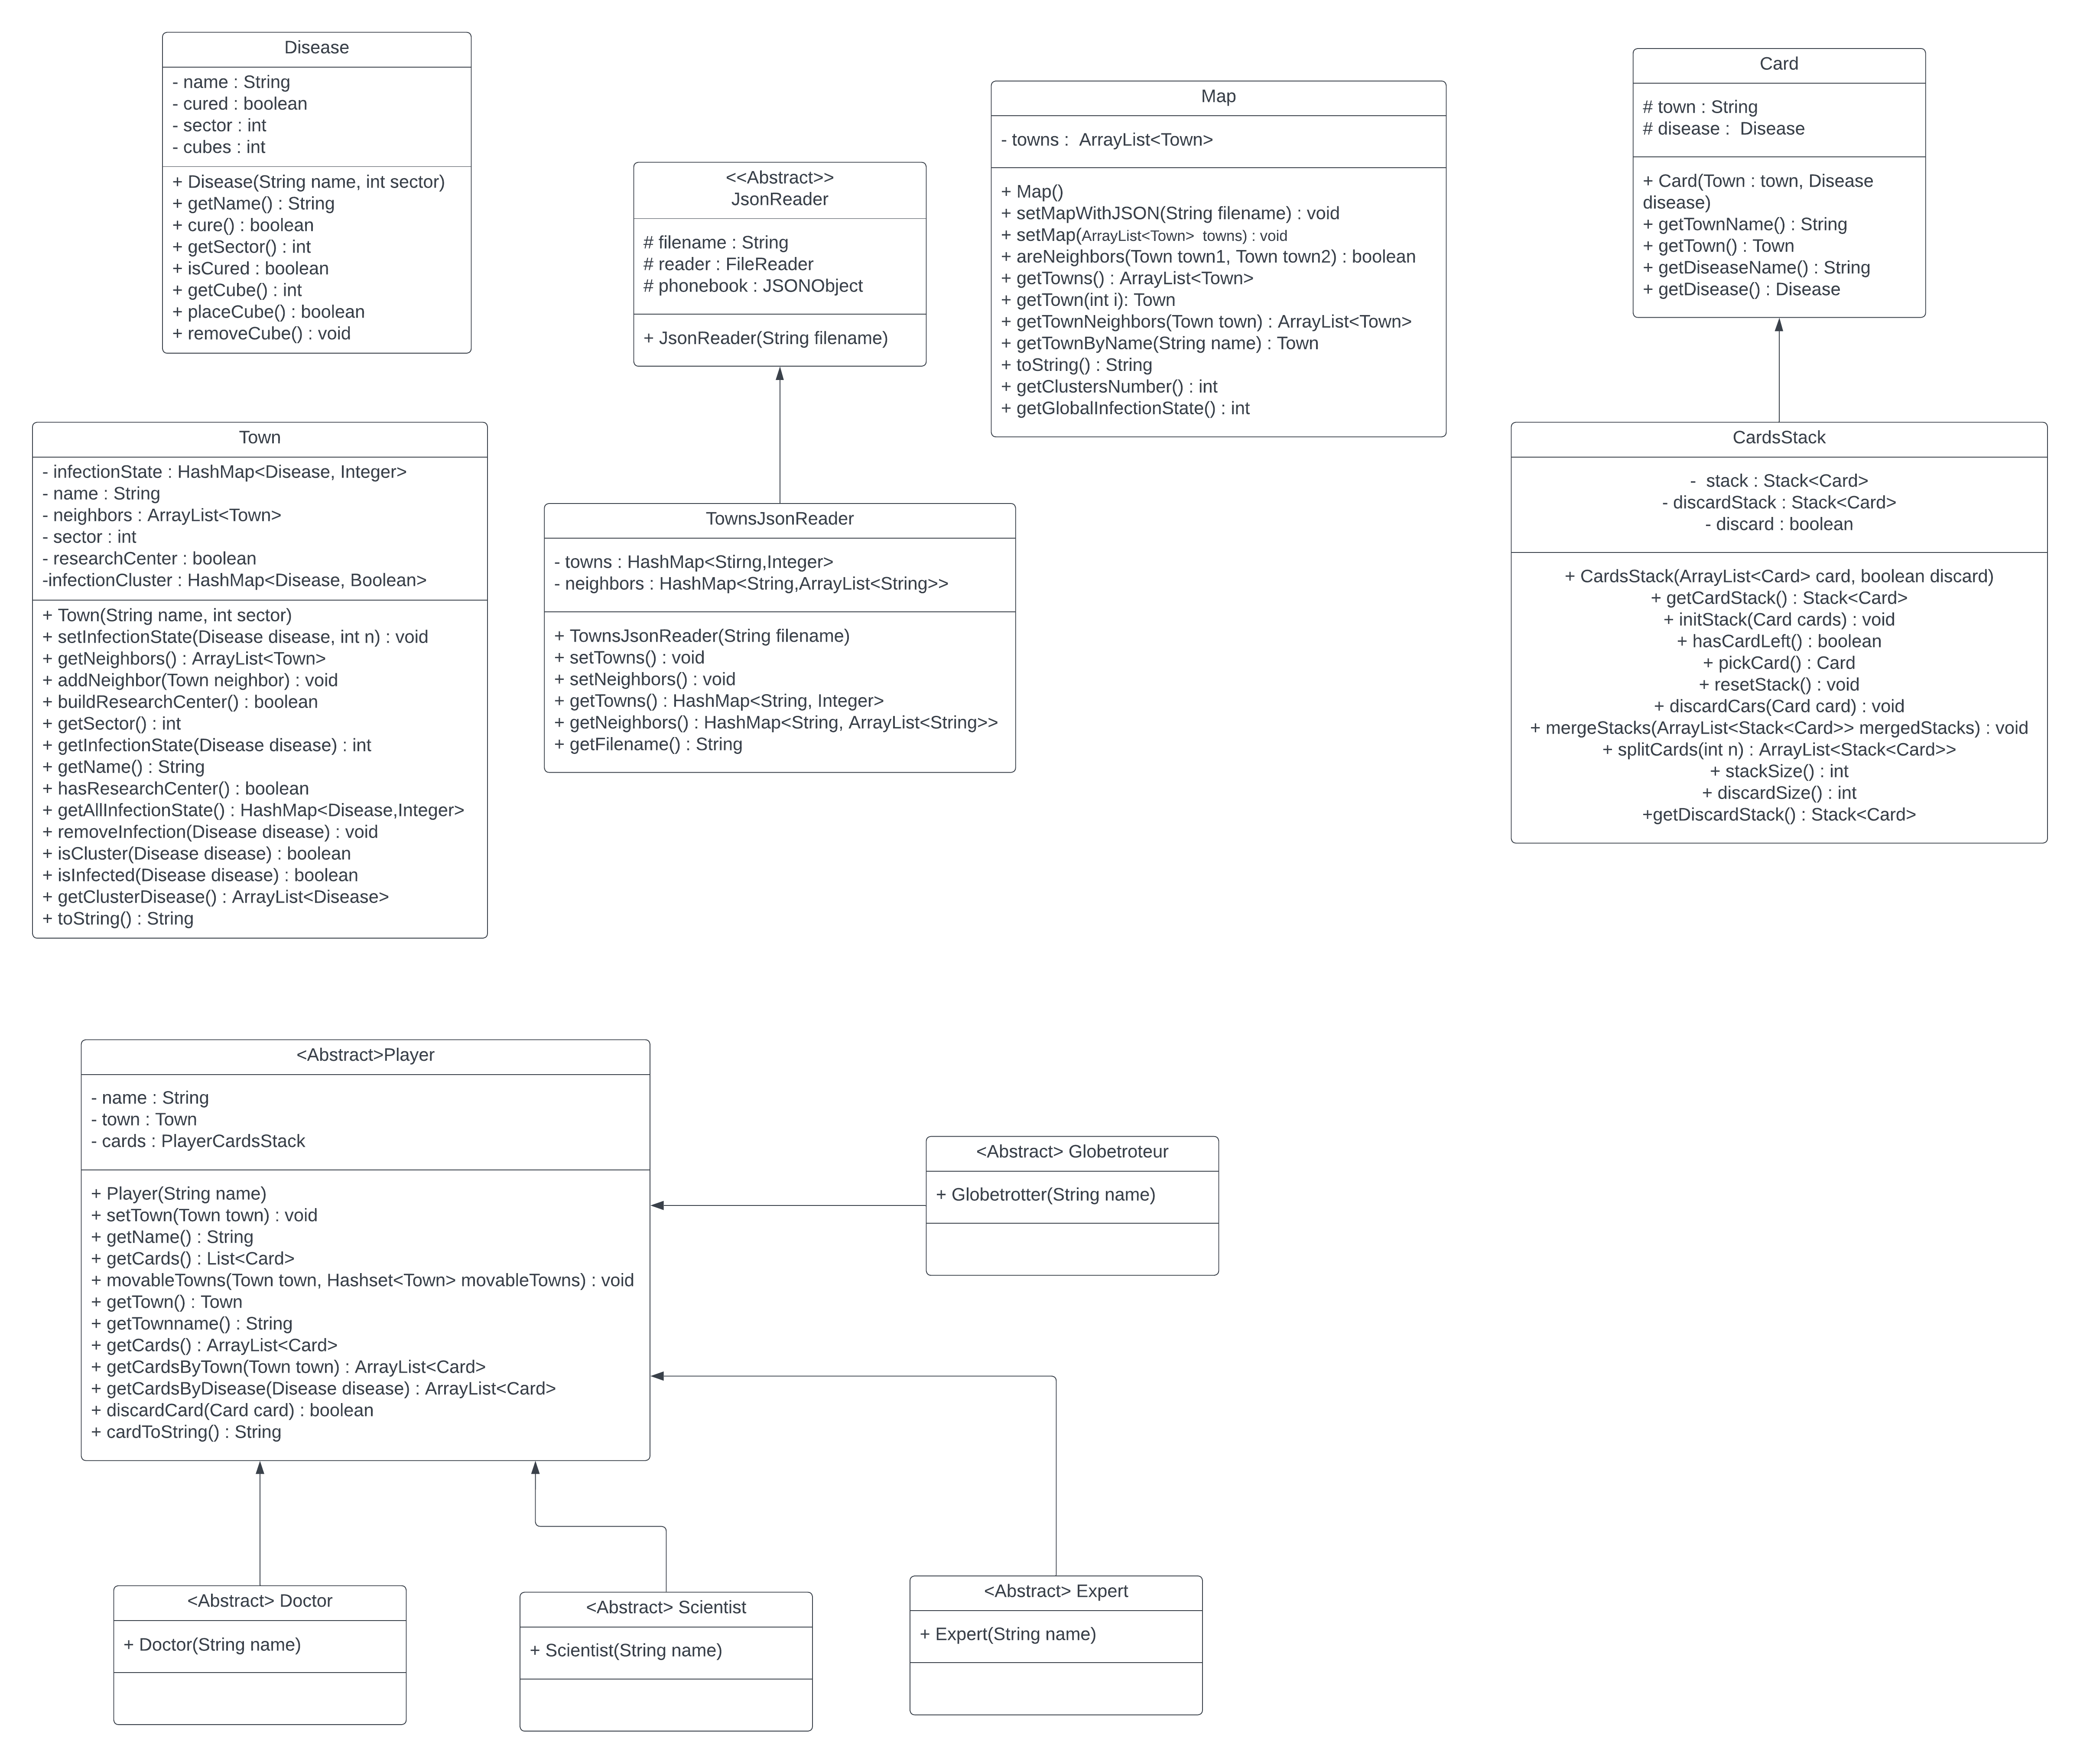 Disease
- name : String
- cured : boolean
- sector : int
- cubes : int
+ Disease(String name, int sector)
+ getName() : String
+ cure() : boolean
+ getSector() : int
+ isCured : boolean
+ getCube() : int
+ placeCube() : boolean
+ removeCube() : void
<<Abstract>>
JsonReader
# filename : String
# reader : FileReader
# phonebook : JSONObject
+ JsonReader(String filename)
Map
- towns :  ArrayList<Town>
+ Map()
+ setMapWithJSON(String filename) : void
+ setMap(ArrayList<Town>  towns) : void
+ areNeighbors(Town town1, Town town2) : boolean
+ getTowns() : ArrayList<Town>
+ getTown(int i): Town
+ getTownNeighbors(Town town) : ArrayList<Town>
+ getTownByName(String name) : Town
+ toString() : String
+ getClustersNumber() : int
+ getGlobalInfectionState() : int
Card
# town : String
# disease :  Disease
+ Card(Town : town, Disease
disease)
+ getTownName() : String
+ getTown() : Town
+ getDiseaseName() : String
+ getDisease() : Disease
Town
- infectionState : HashMap<Disease, Integer>
- name : String
- neighbors : ArrayList<Town>
- sector : int
- researchCenter : boolean
-infectionCluster : HashMap<Disease, Boolean>
+ Town(String name, int sector)
+ setInfectionState(Disease disease, int n) : void
+ getNeighbors() : ArrayList<Town>
+ addNeighbor(Town neighbor) : void
+ buildResearchCenter() : boolean
+ getSector() : int
+ getInfectionState(Disease disease) : int
+ getName() : String
+ hasResearchCenter() : boolean
+ getAllInfectionState() : HashMap<Disease,Integer>
+ removeInfection(Disease disease) : void
+ isCluster(Disease disease) : boolean
+ isInfected(Disease disease) : boolean
+ getClusterDisease() : ArrayList<Disease>
+ toString() : String
TownsJsonReader
- towns : HashMap<Stirng,Integer>
- neighbors : HashMap<String,ArrayList<String>>
+ TownsJsonReader(String filename)
+ setTowns() : void
+ setNeighbors() : void
+ getTowns() : HashMap<String, Integer>
+ getNeighbors() : HashMap<String, ArrayList<String>>
+ getFilename() : String
CardsStack
-  stack : Stack<Card>
- discardStack : Stack<Card>
- discard : boolean
+ CardsStack(ArrayList<Card> card, boolean discard)
+ getCardStack() : Stack<Card>
+ initStack(Card cards) : void
+ hasCardLeft() : boolean
+ pickCard() : Card
+ resetStack() : void
+ discardCars(Card card) : void
+ mergeStacks(ArrayList<Stack<Card>> mergedStacks) : void
+ splitCards(int n) : ArrayList<Stack<Card>>
+ stackSize() : int
+ discardSize() : int
+getDiscardStack() : Stack<Card>
<Abstract>Player
- name : String
- town : Town
- cards : PlayerCardsStack
+ Player(String name)
+ setTown(Town town) : void
+ getName() : String
+ getCards() : List<Card>
+ movableTowns(Town town, Hashset<Town> movableTowns) : void
+ getTown() : Town
+ getTownname() : String
+ getCards() : ArrayList<Card>
+ getCardsByTown(Town town) : ArrayList<Card>
+ getCardsByDisease(Disease disease) : ArrayList<Card>
+ discardCard(Card card) : boolean
+ cardToString() : String
<Abstract> Globetroteur
+ Globetrotter(String name)
<Abstract> Doctor
+ Doctor(String name)
<Abstract> Scientist
+ Scientist(String name)
<Abstract> Expert
+ Expert(String name)